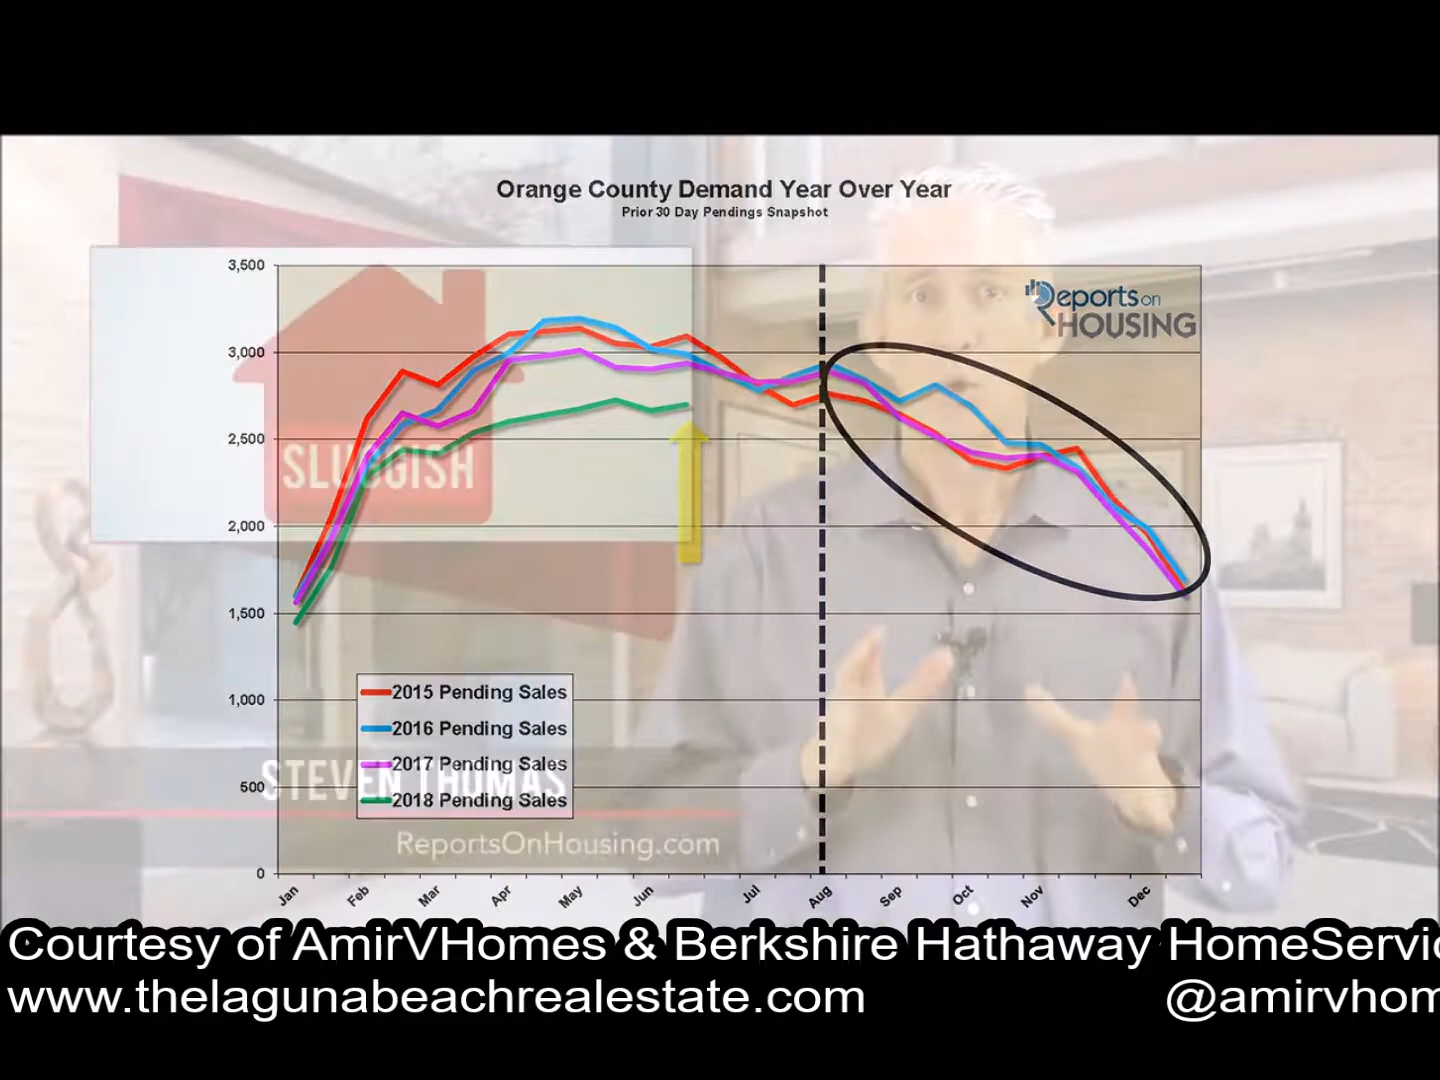 Orange County Demand Year Over Year
Prior 30 Day Pendings Snapshot
Reports on
HOUSING
3,500
3,000
2,500
2,000
1,500
1,000
500
0
SLUGGISH
2015 Pending Sales
2016 Pending Sales
2017 Pending Sales
2018 Pending Sales
STEVEN THOMAS
ReportsOnHousing.com
Jan Feb Mar Apr May Jun Jul Aug Sep Oct Nov Dec
Courtesy of AmirVHomes & Berkshire Hathaway HomeServic
www.thelagunabeachrealestate.com @amirvhom